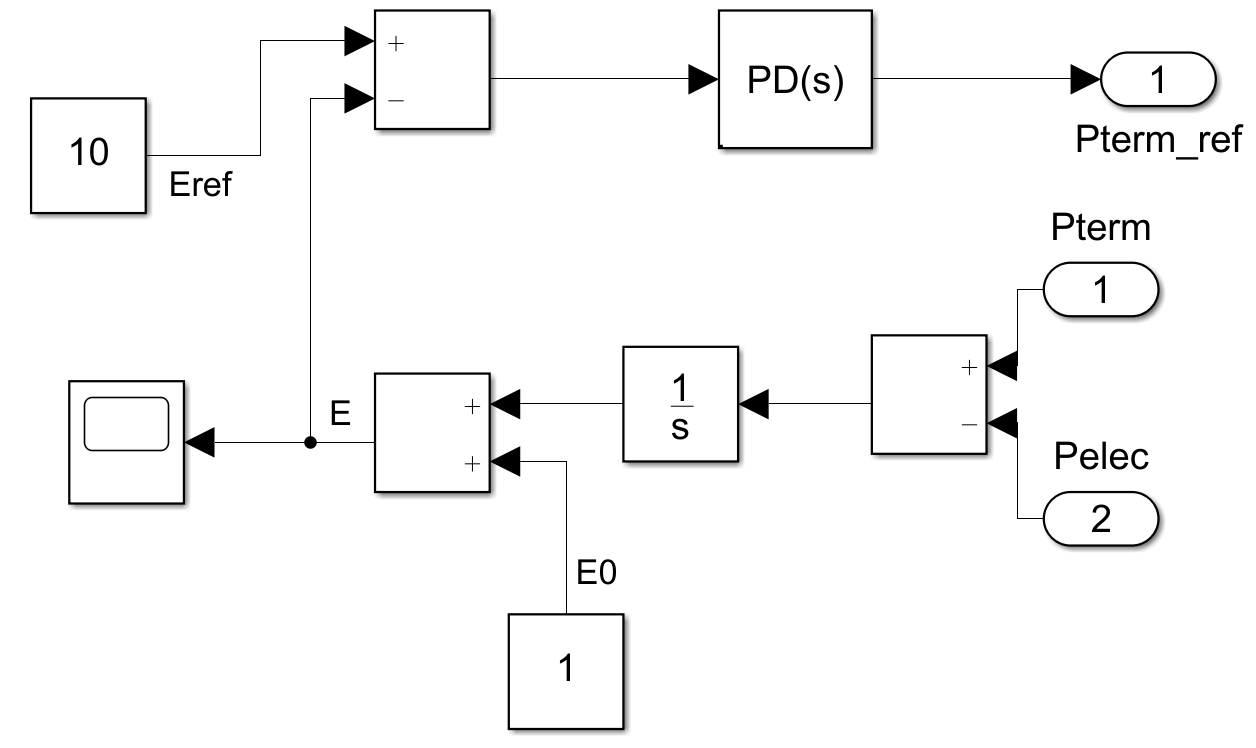 +
−
10
Eref
PD(s)
1
Pterm_ref
Pterm
1
+
−
Pelec
2
1
s
+
+
E
E0
1